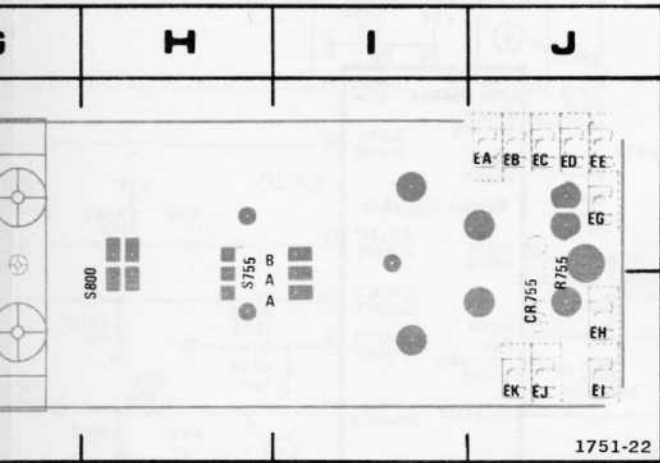 H I J
EA EB EC ED EE
EG
S800
S755
B
A
A
CR755
R755
EH
EK EJ EI
1751-22